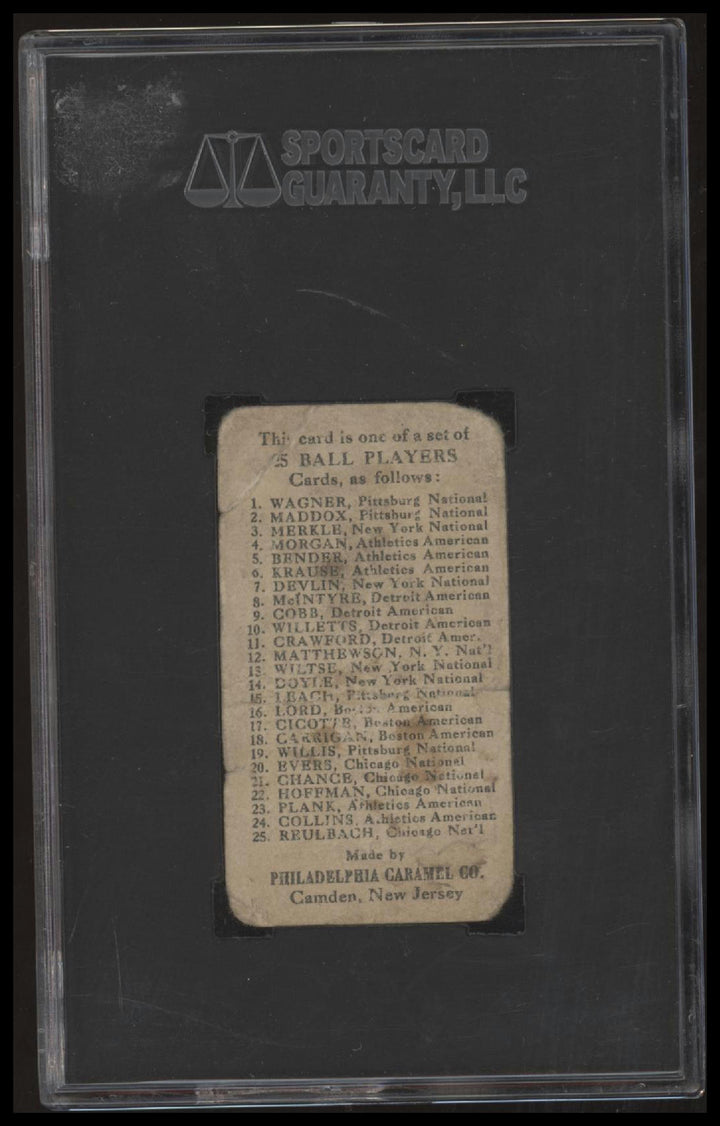 SPORTSCARD
GUARANTY, LLC
This card is one of a set of
25 BALL PLAYERS
Cards, as follows:
1. WAGNER, Pittsburg National
2. MADDOX, Pittsburg National
3. MERKLE, New York National
4. MORGAN, Athletics American
5. BENDER, Athletics American
6. KRAUSE, Athletics American
7. DEVLIN, New York National
8. McINTYRE, Detroit American
9. COBB, Detroit American
10. WILLETTS, Detroit American
11. CRAWFORD, Detroit Amer.
12. MATTHEWSON, N. Y. Nat'l
13. WILTSE, New York National
14. DOYLE, New York National
15. LEACH, Pittsburg National
16. LORD, Boston American
17. CICOTTE, Boston American
18. CARRIGAN, Boston American
19. WILLIS, Pittsburg National
20. EVERS, Chicago National
21. CHANCE, Chicago National
22. HOFFMAN, Chicago National
23. PLANK, Athletics American
24. COLLINS, Athletics American
25. REULBACH, Chicago Nat'l
Made by
PHILADELPHIA CARAMEL CO.
Camden, New Jersey